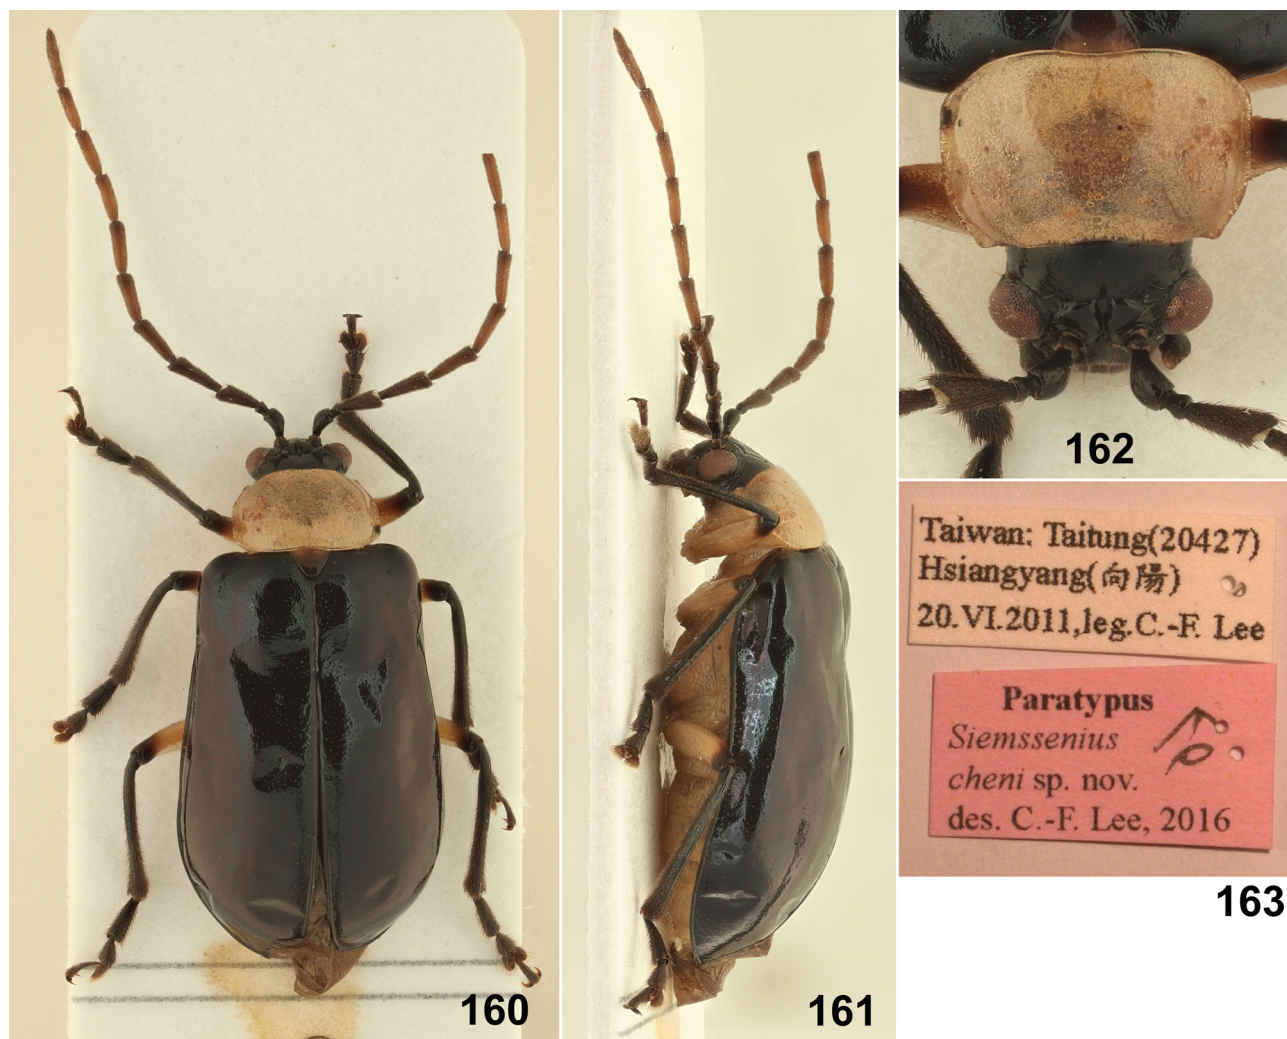 160
161
162
Taiwan: Taitung(20427)
Hsiangyang(向陽)
20.VI.2011,leg.C.-F. Lee
Paratypus
Siemssenius
cheni sp. nov.
des. C.-F. Lee, 2016
163